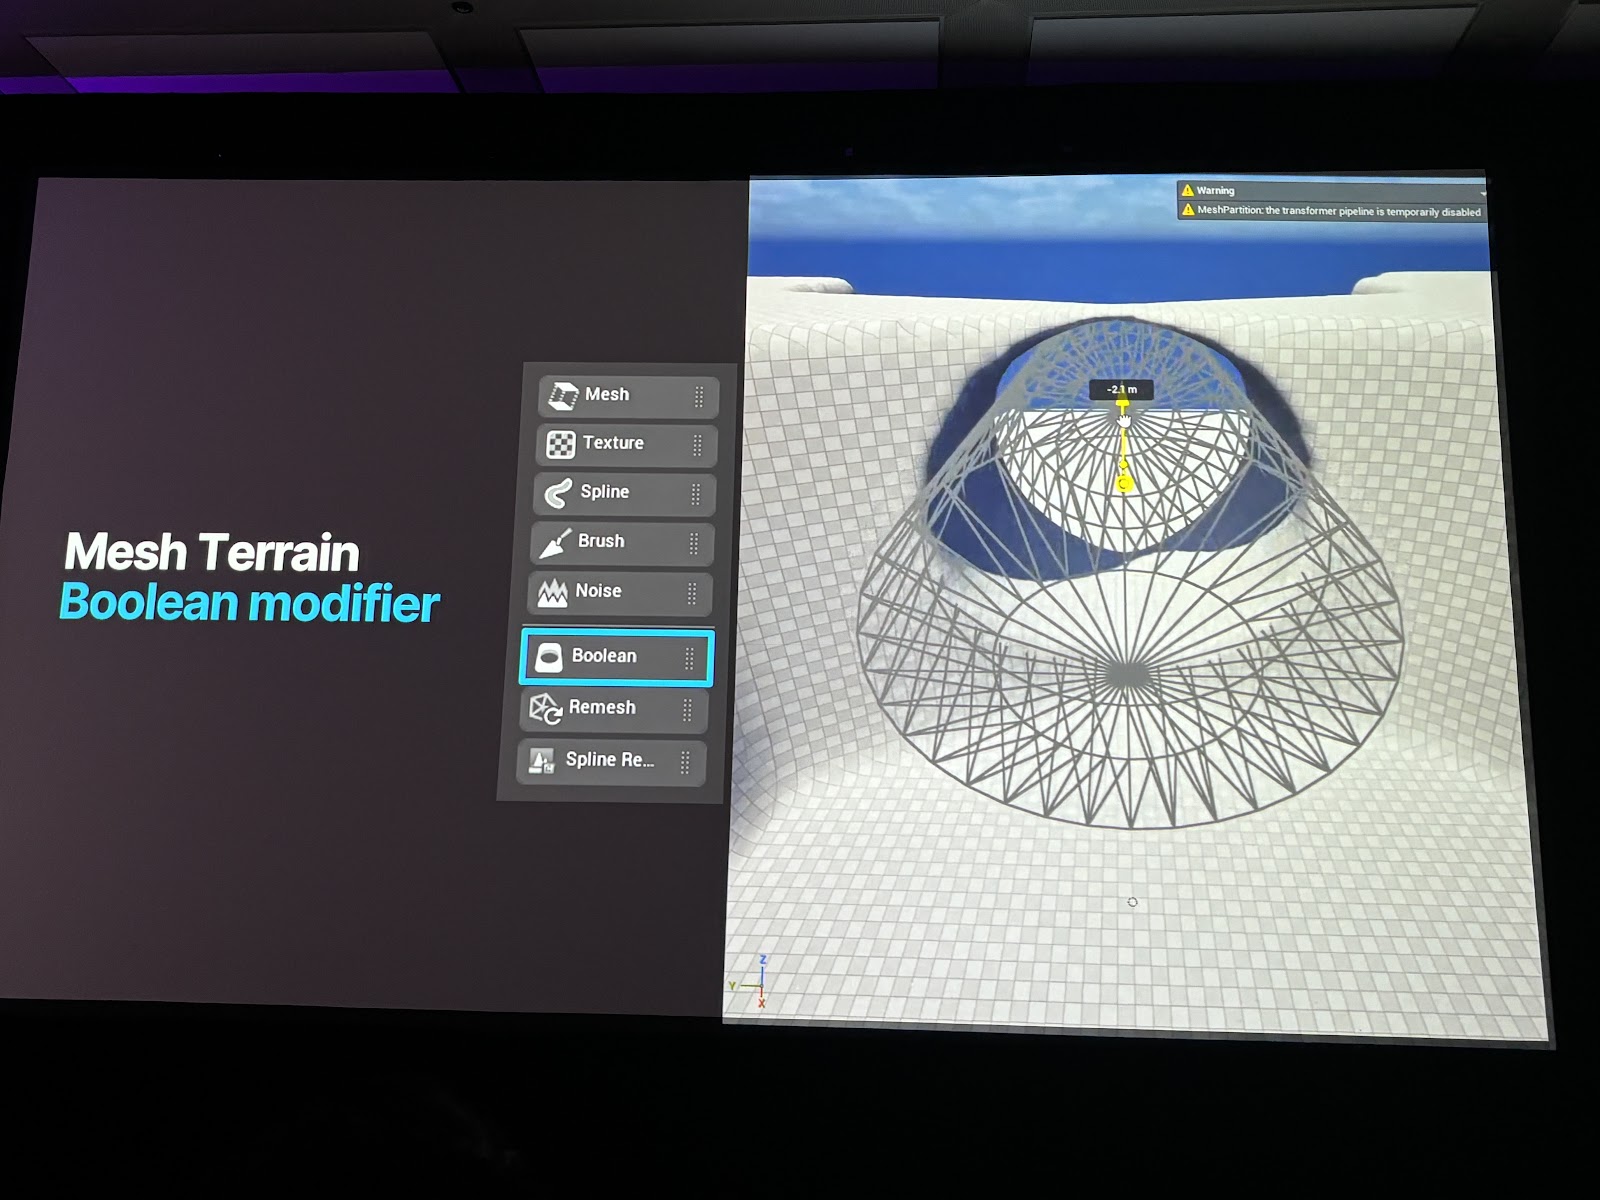 Mesh Terrain
Boolean modifier
Mesh
Texture
Spline
Brush
Noise
Boolean
Remesh
Spline Re...
Warning
MeshPartition: the transformer pipeline is temporarily disabled
-2.1 m
Z
Y
X